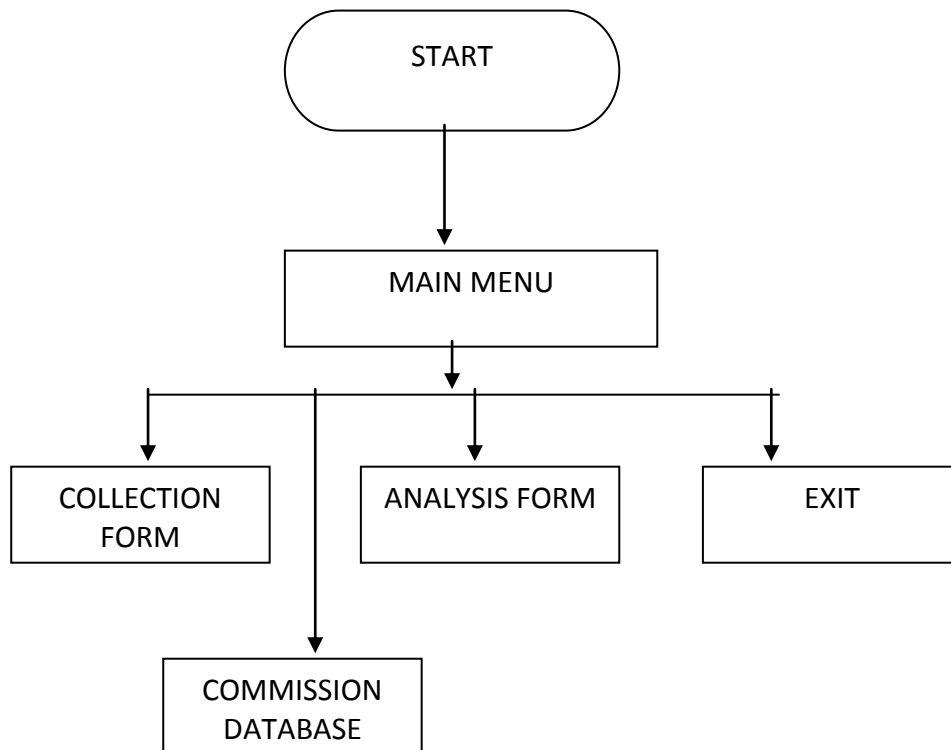 START
MAIN MENU
COLLECTION
FORM
ANALYSIS FORM
EXIT
COMMISSION
DATABASE